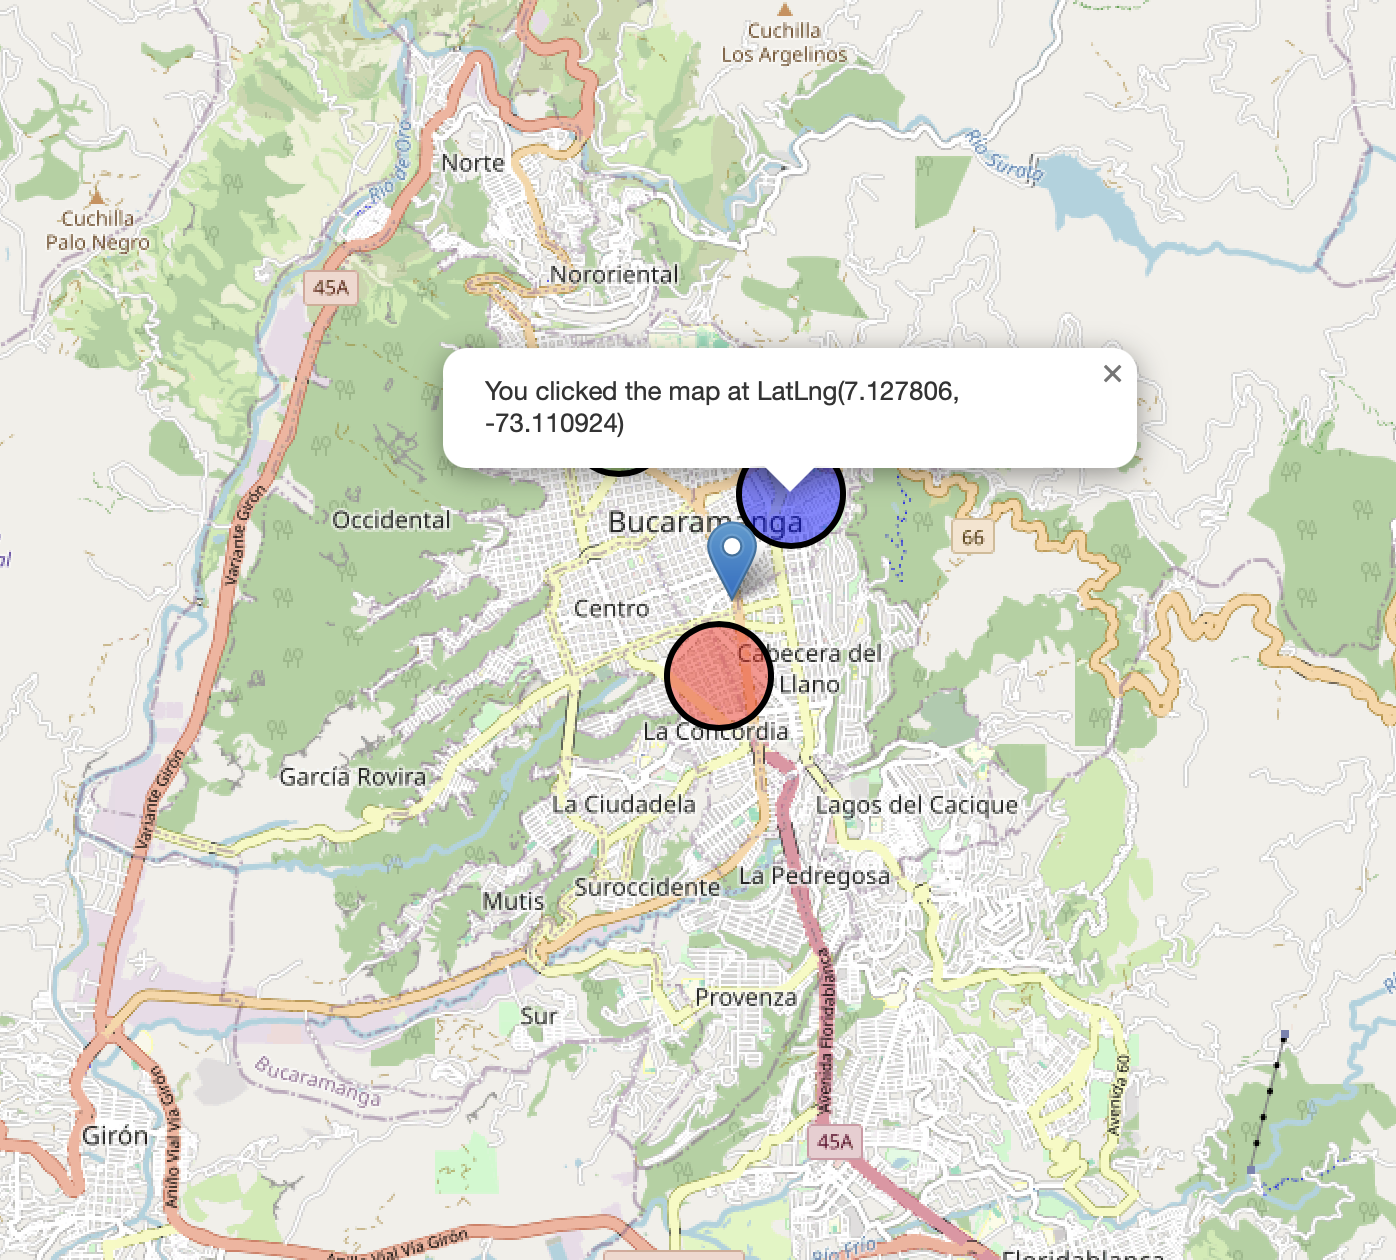 Cuchilla
Los Argelinos
Río de Oro
Norte
Río Suratá
Cuchilla
Palo Negro
Nororiental
45A
You clicked the map at LatLng(7.127806,
-73.110924)
×
Occidental
Bucaramanga
66
Variante Girón
Centro
Cabecera del
Llano
La Concordia
García Rovira
La Ciudadela
Lagos del Cacique
Variante Girón
Mutis
Suroccidente
La Pedregosa
Provenza
Sur
Avenida Floridablanca
Bucaramanga
Avenida 60
Girón
45A
Anillo Vial Vía Girón
Anillo Vial Vía Girón
Río Frío
Floridablanca